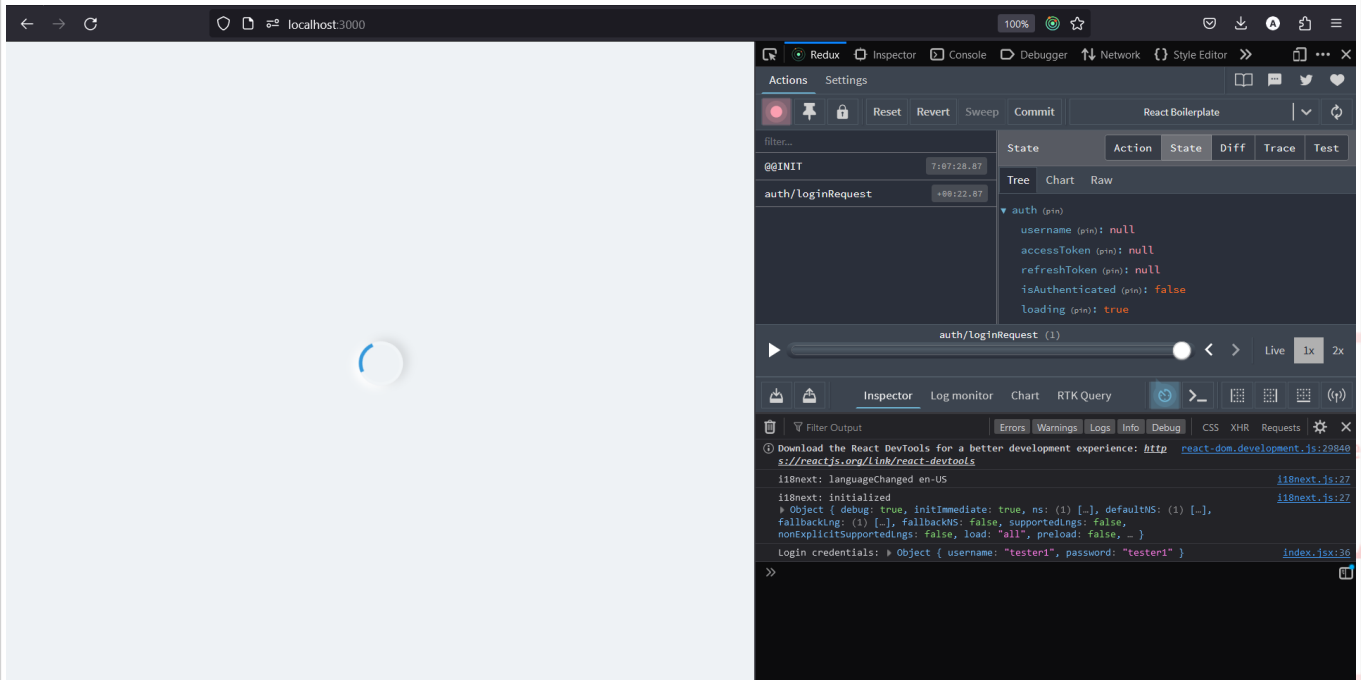 localhost:3000
100%
A
Redux Inspector Console Debugger Network Style Editor
Actions Settings
Reset Revert Sweep Commit React Boilerplate
filter...
@@INIT 7:07:28.87
auth/loginRequest +00:22.87
State Action State Diff Trace Test
Tree Chart Raw
auth (pin)
username (pin): null
accessToken (pin): null
refreshToken (pin): null
isAuthenticated (pin): false
loading (pin): true
auth/loginRequest (1)
Live 1x 2x
Inspector Log monitor Chart RTK Query
Filter Output Errors Warnings Logs Info Debug CSS XHR Requests
Download the React DevTools for a better development experience: http react-dom.development.js:29840
s://reactjs.org/link/react-devtools
i18next: languageChanged en-US i18next.js:27
i18next: initialized i18next.js:27
Object { debug: true, initImmediate: true, ns: (1) […], defaultNS: (1) […],
fallbackLng: (1) […], fallbackNS: false, supportedLngs: false,
nonExplicitSupportedLngs: false, load: "all", preload: false, … }
Login credentials: Object { username: "tester1", password: "tester1" } index.jsx:36